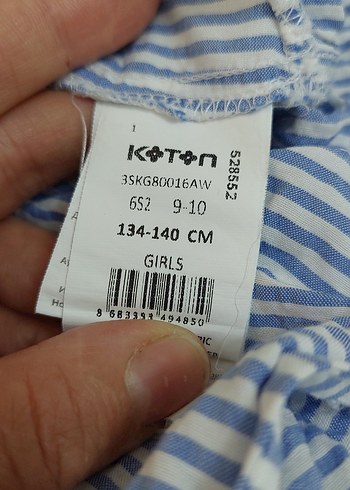 1
KOTON
528552
3SKG80016AW
6S2 9-10
134-140 CM
GIRLS
8 683333 494850